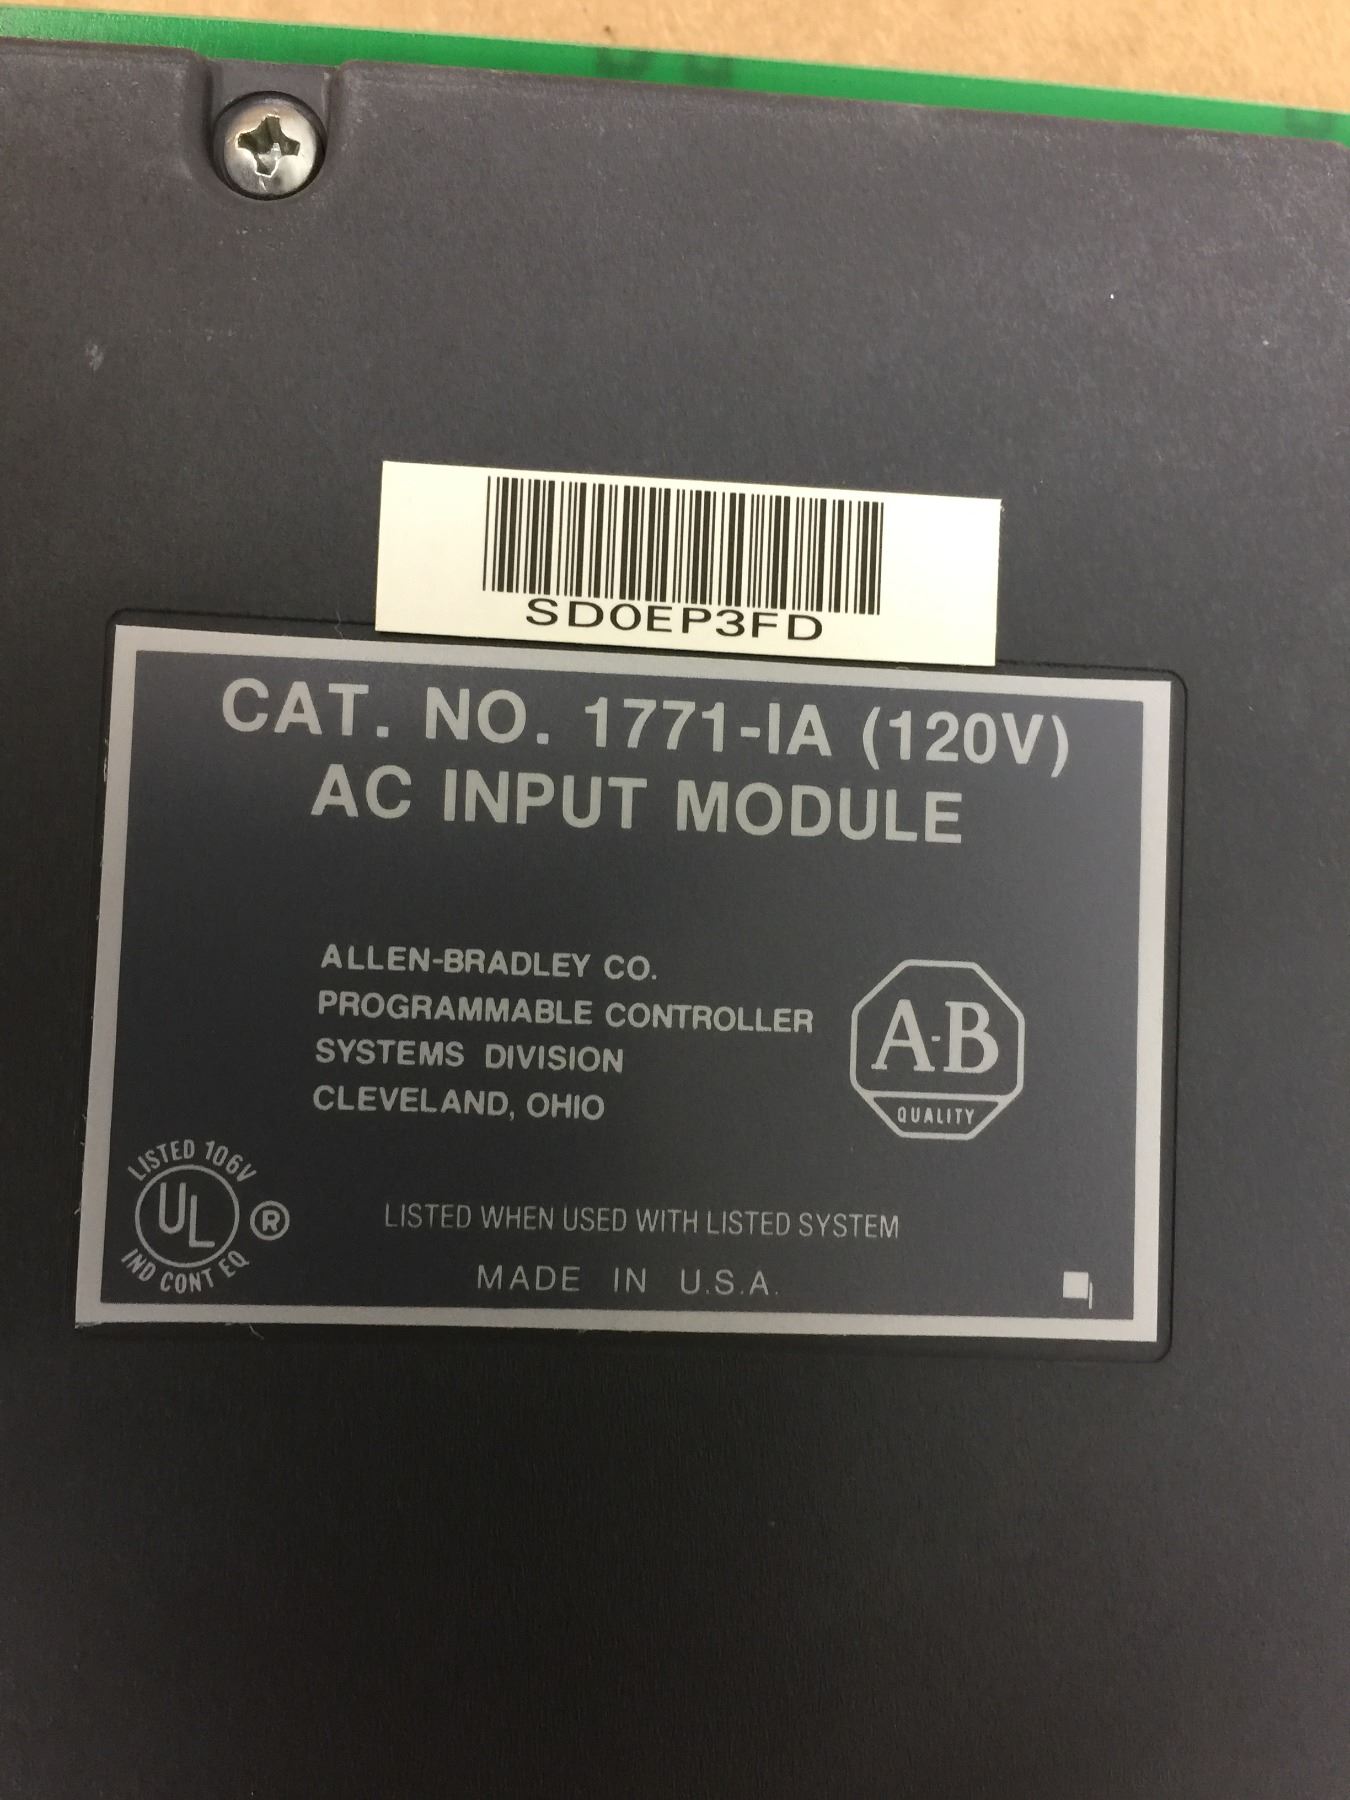 SD0EP3FD
CAT. NO. 1771-IA (120V)
AC INPUT MODULE
ALLEN-BRADLEY CO.
PROGRAMMABLE CONTROLLER
SYSTEMS DIVISION
CLEVELAND, OHIO
A-B
QUALITY
LISTED 106V
UL ®
IND CONT EQ
LISTED WHEN USED WITH LISTED SYSTEM
MADE IN U.S.A.